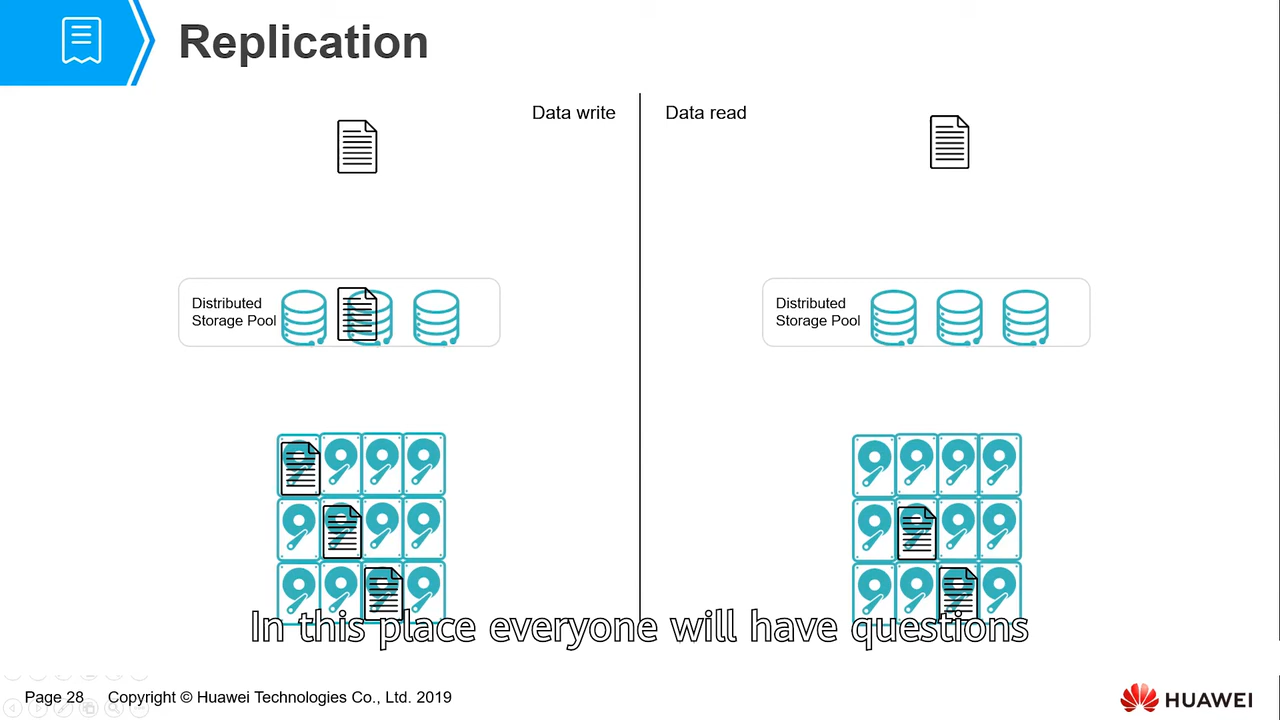 Replication
Data write
Data read
Distributed
Storage Pool
Distributed
Storage Pool
In this place everyone will have questions
Page 28
Copyright © Huawei Technologies Co., Ltd. 2019
HUAWEI